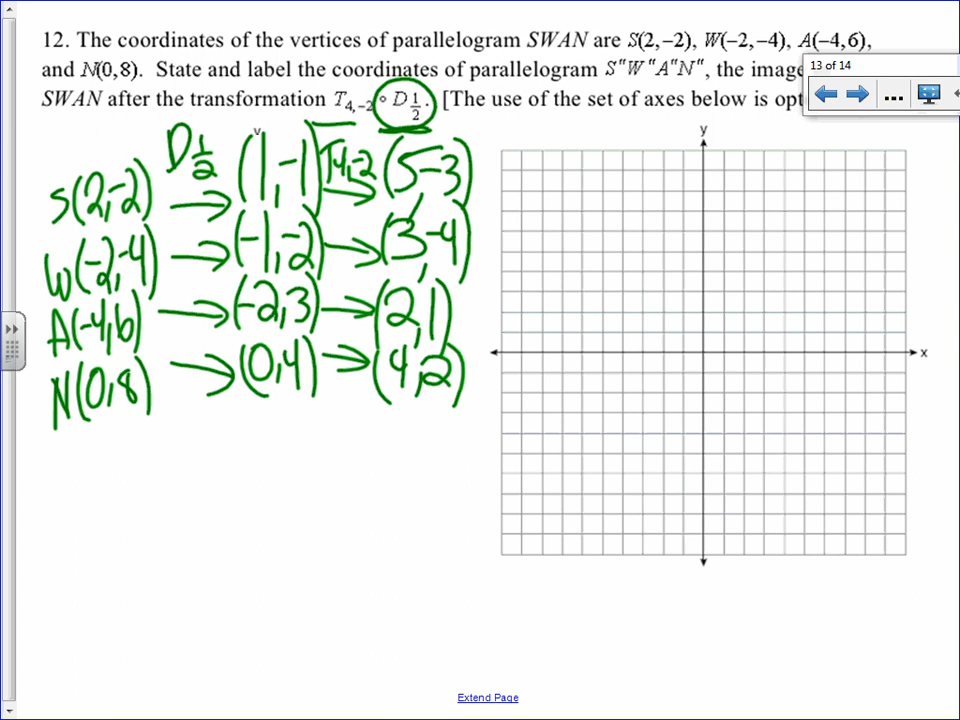 12. The coordinates of the vertices of parallelogram SWAN are S(2,−2), W(−2,−4), A(−4,6),
and N(0,8). State and label the coordinates of parallelogram S"W"A"N", the image
13 of 14
SWAN after the transformation T4,−2 ∘ D1/2. [The use of the set of axes below is opt
...
D1/2
T4,-2
S(2,-2) → (1,-1) → (5,-3)
W(-2,-4) → (-1,-2) → (3,-4)
A(-4,6) → (-2,3) → (2,1)
N(0,8) → (0,4) → (4,2)
y
x
Extend Page